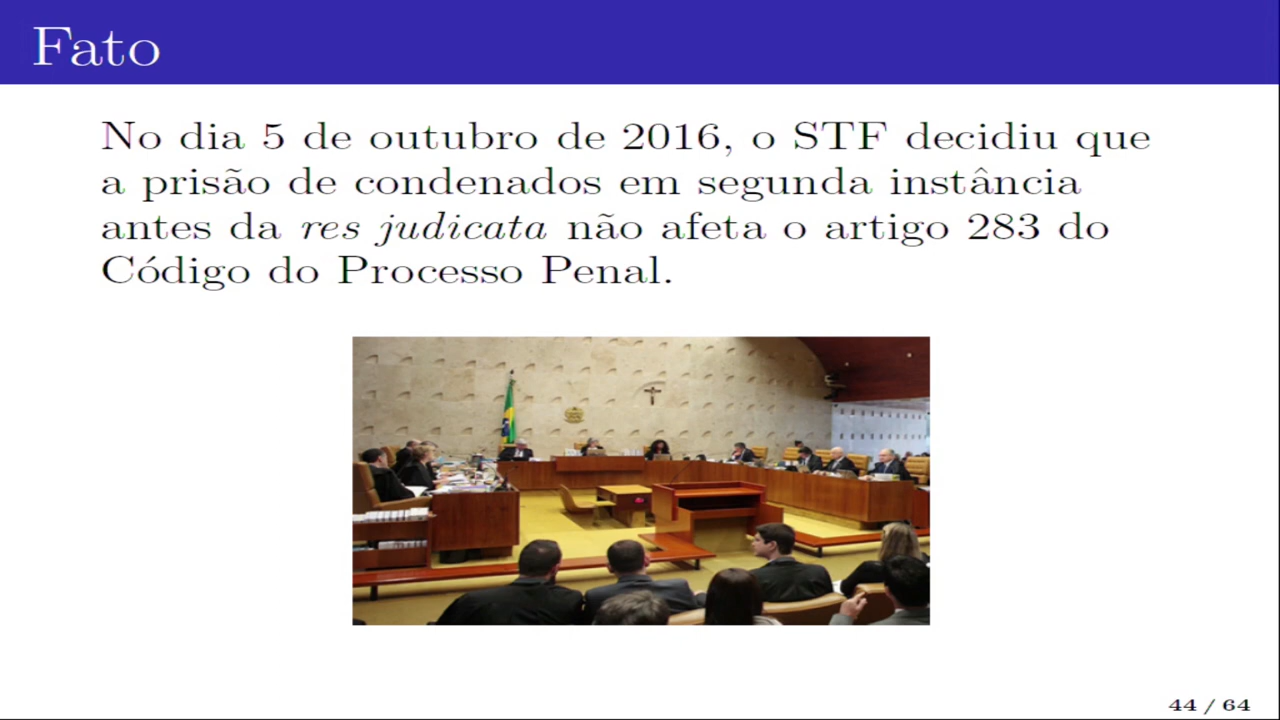 Fato
No dia 5 de outubro de 2016, o STF decidiu que
a prisão de condenados em segunda instância
antes da res judicata não afeta o artigo 283 do
Código do Processo Penal.
44 / 64